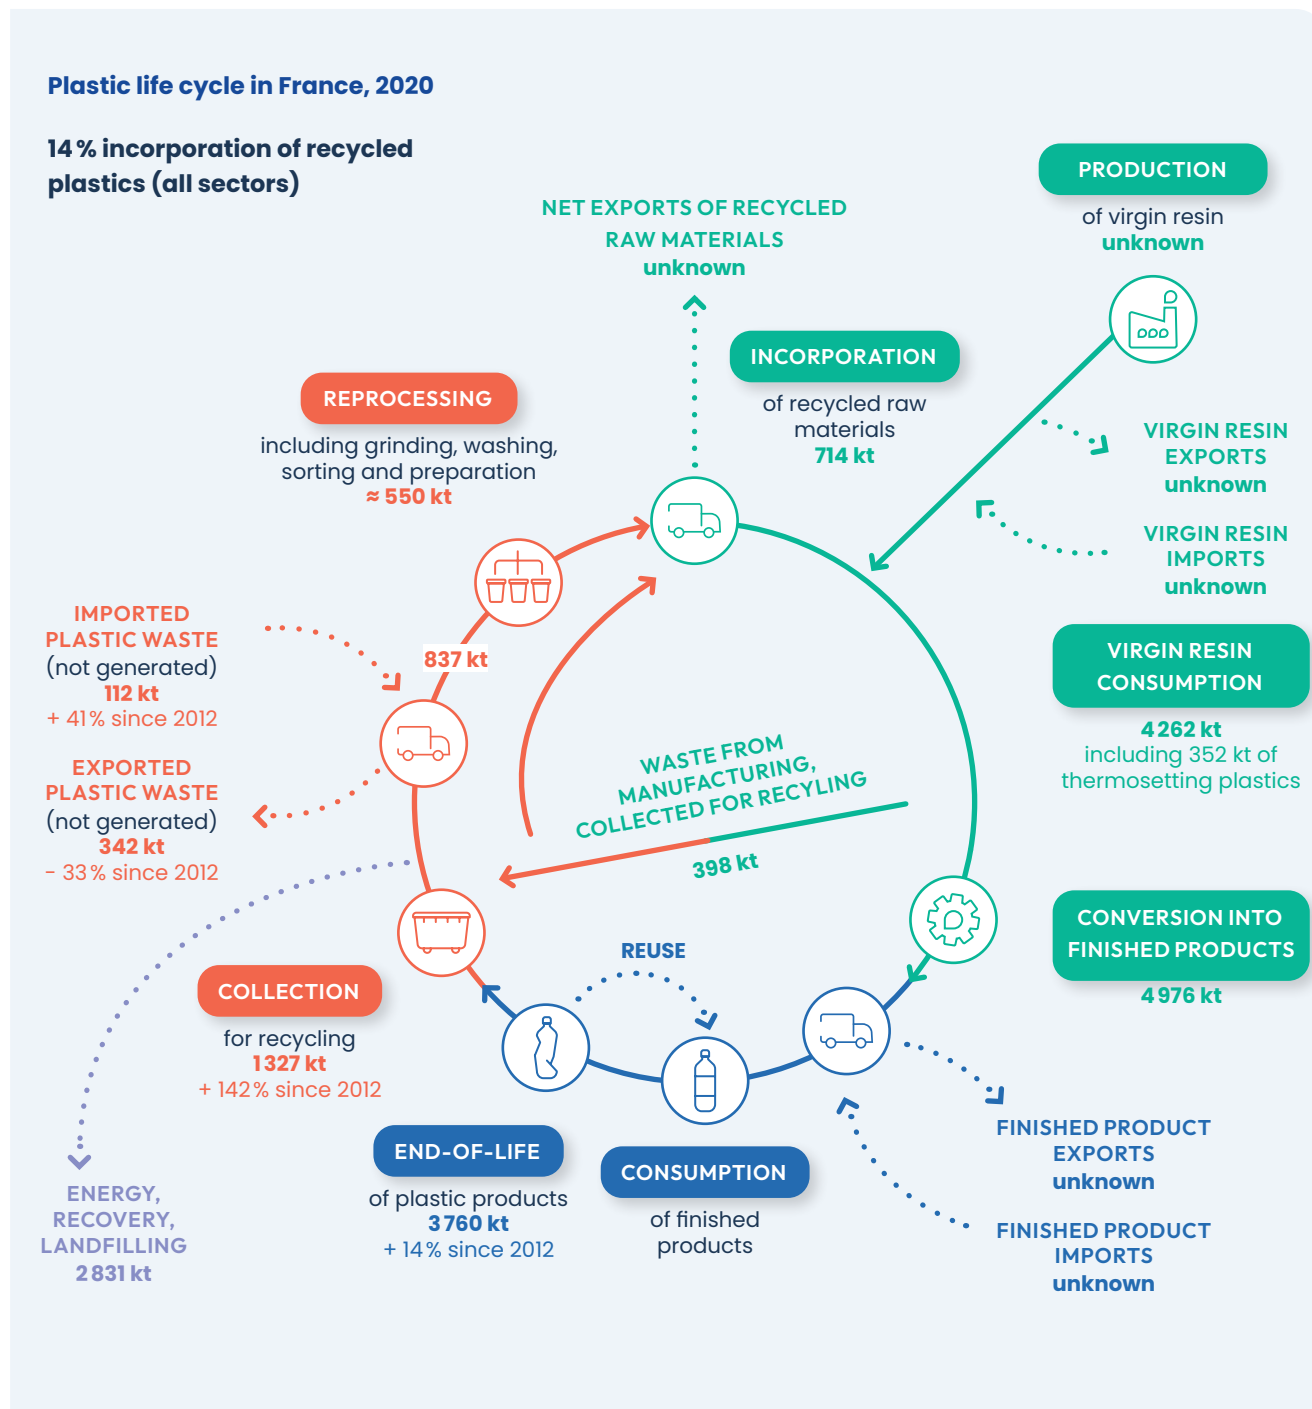 Plastic life cycle in France, 2020
14 % incorporation of recycled
plastics (all sectors)
PRODUCTION
of virgin resin
unknown
NET EXPORTS OF RECYCLED
RAW MATERIALS
unknown
INCORPORATION
of recycled raw
materials
714 kt
REPROCESSING
including grinding, washing,
sorting and preparation
≈ 550 kt
VIRGIN RESIN
EXPORTS
unknown
VIRGIN RESIN
IMPORTS
unknown
IMPORTED
PLASTIC WASTE
(not generated)
112 kt
+ 41 % since 2012
837 kt
VIRGIN RESIN
CONSUMPTION
4 262 kt
including 352 kt of
thermosetting plastics
EXPORTED
PLASTIC WASTE
(not generated)
342 kt
- 33 % since 2012
WASTE FROM
MANUFACTURING,
COLLECTED FOR RECYLING
398 kt
CONVERSION INTO
FINISHED PRODUCTS
4 976 kt
REUSE
COLLECTION
for recycling
1 327 kt
+ 142 % since 2012
END-OF-LIFE
of plastic products
3 760 kt
+ 14 % since 2012
CONSUMPTION
of finished
products
FINISHED PRODUCT
EXPORTS
unknown
FINISHED PRODUCT
IMPORTS
unknown
ENERGY,
RECOVERY,
LANDFILLING
2 831 kt